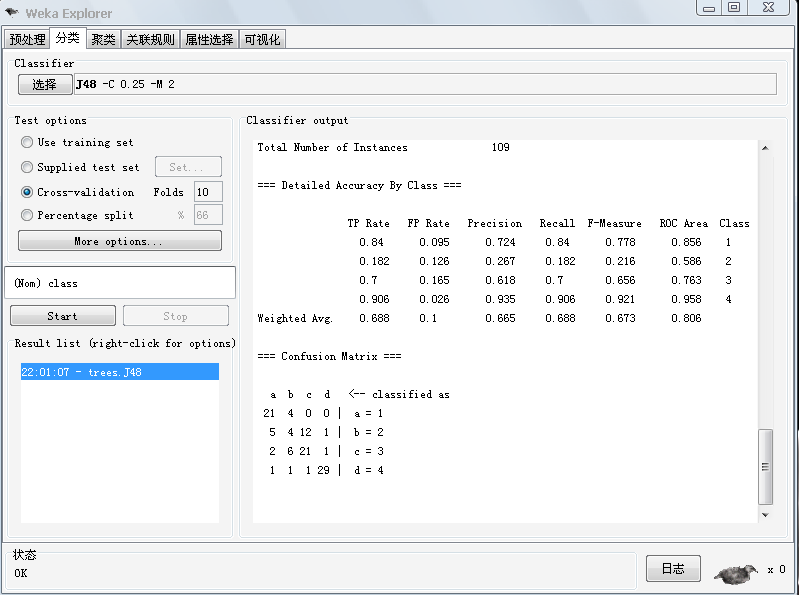 Weka Explorer
预处理 分类 聚类 关联规则 属性选择 可视化
Classifier
选择 J48 -C 0.25 -M 2
Test options
Use training set
Supplied test set Set...
Cross-validation Folds 10
Percentage split % 66
More options...
(Nom) class
Start Stop
Result list (right-click for options)
22:01:07 - trees.J48
Classifier output
Total Number of Instances 109
=== Detailed Accuracy By Class ===
TP Rate FP Rate Precision Recall F-Measure ROC Area Class
0.84 0.095 0.724 0.84 0.778 0.856 1
0.182 0.126 0.267 0.182 0.216 0.586 2
0.7 0.165 0.618 0.7 0.656 0.763 3
0.906 0.026 0.935 0.906 0.921 0.958 4
Weighted Avg. 0.688 0.1 0.665 0.688 0.673 0.806
=== Confusion Matrix ===
a b c d <-- classified as
21 4 0 0 | a = 1
5 4 12 1 | b = 2
2 6 21 1 | c = 3
1 1 1 29 | d = 4
状态
OK
日志
x 0